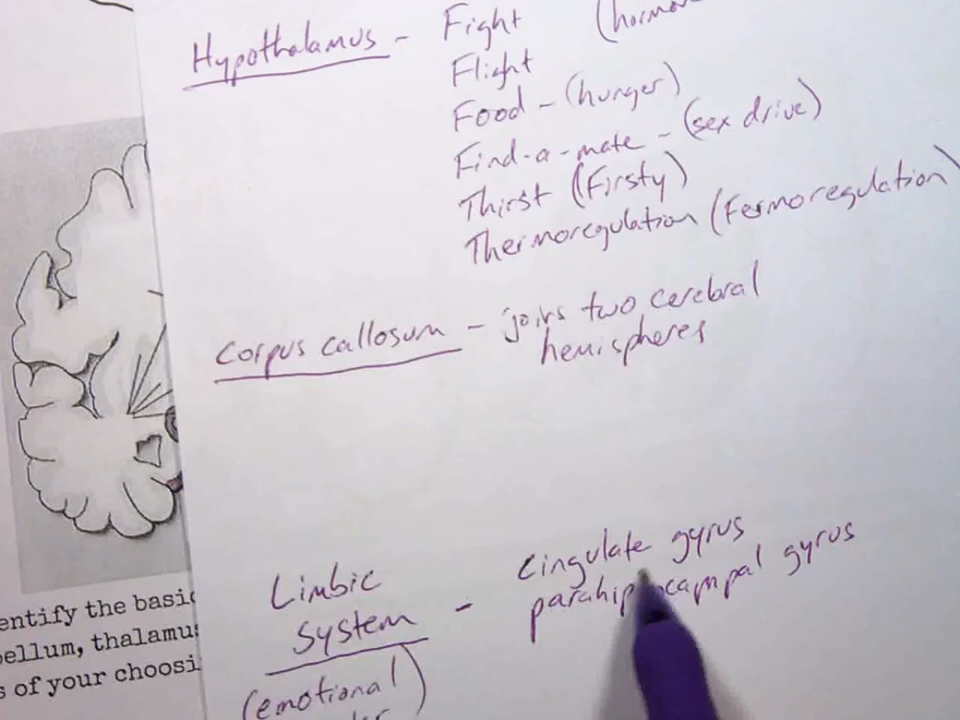 Hypothalamus - Fight
Flight
Food - (hunger)
Find-a-mate - (sex drive)
Thirst (Firsty)
Thermoregulation (Fermoregulation)
Corpus callosum - joins two cerebral
hemispheres
Limbic
System - cingulate gyrus
parahippocampal gyrus
(emotional)
entify the basic
ellum, thalamus
s of your choosi